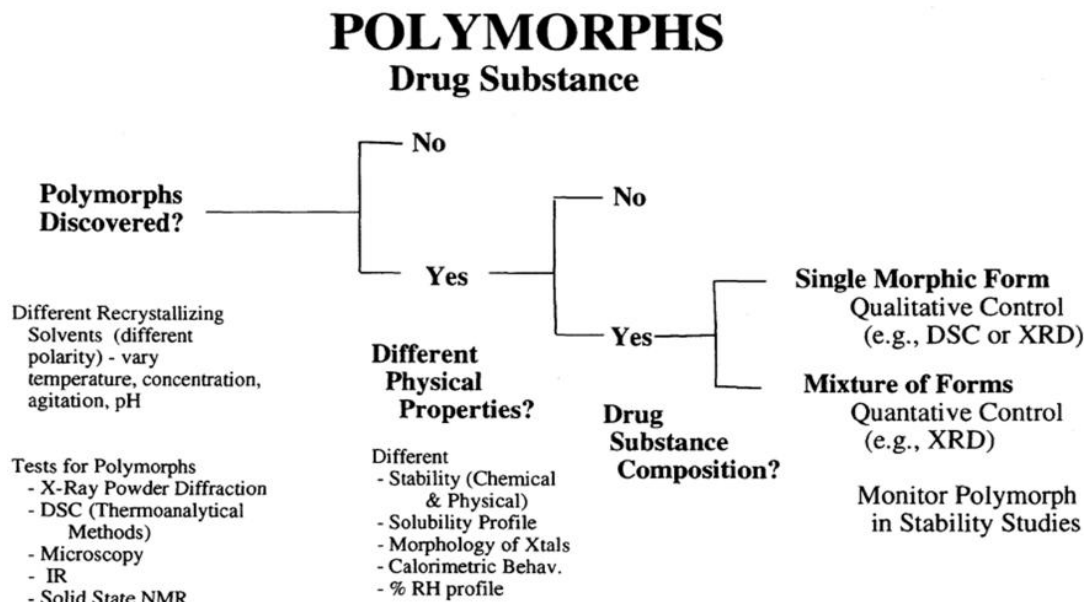 POLYMORPHS
Drug Substance
No
Polymorphs
Discovered?
No
Yes
Single Morphic Form
Qualitative Control
(e.g., DSC or XRD)
Different Recrystallizing
Solvents (different
polarity) - vary
temperature, concentration,
agitation, pH
Yes
Different
Physical
Properties?
Mixture of Forms
Quantative Control
(e.g., XRD)
Drug
Substance
Composition?
Tests for Polymorphs
- X-Ray Powder Diffraction
- DSC (Thermoanalytical
Methods)
- Microscopy
- IR
- Solid State NMR
Different
- Stability (Chemical
& Physical)
- Solubility Profile
- Morphology of Xtals
- Calorimetric Behav.
- % RH profile
Monitor Polymorph
in Stability Studies